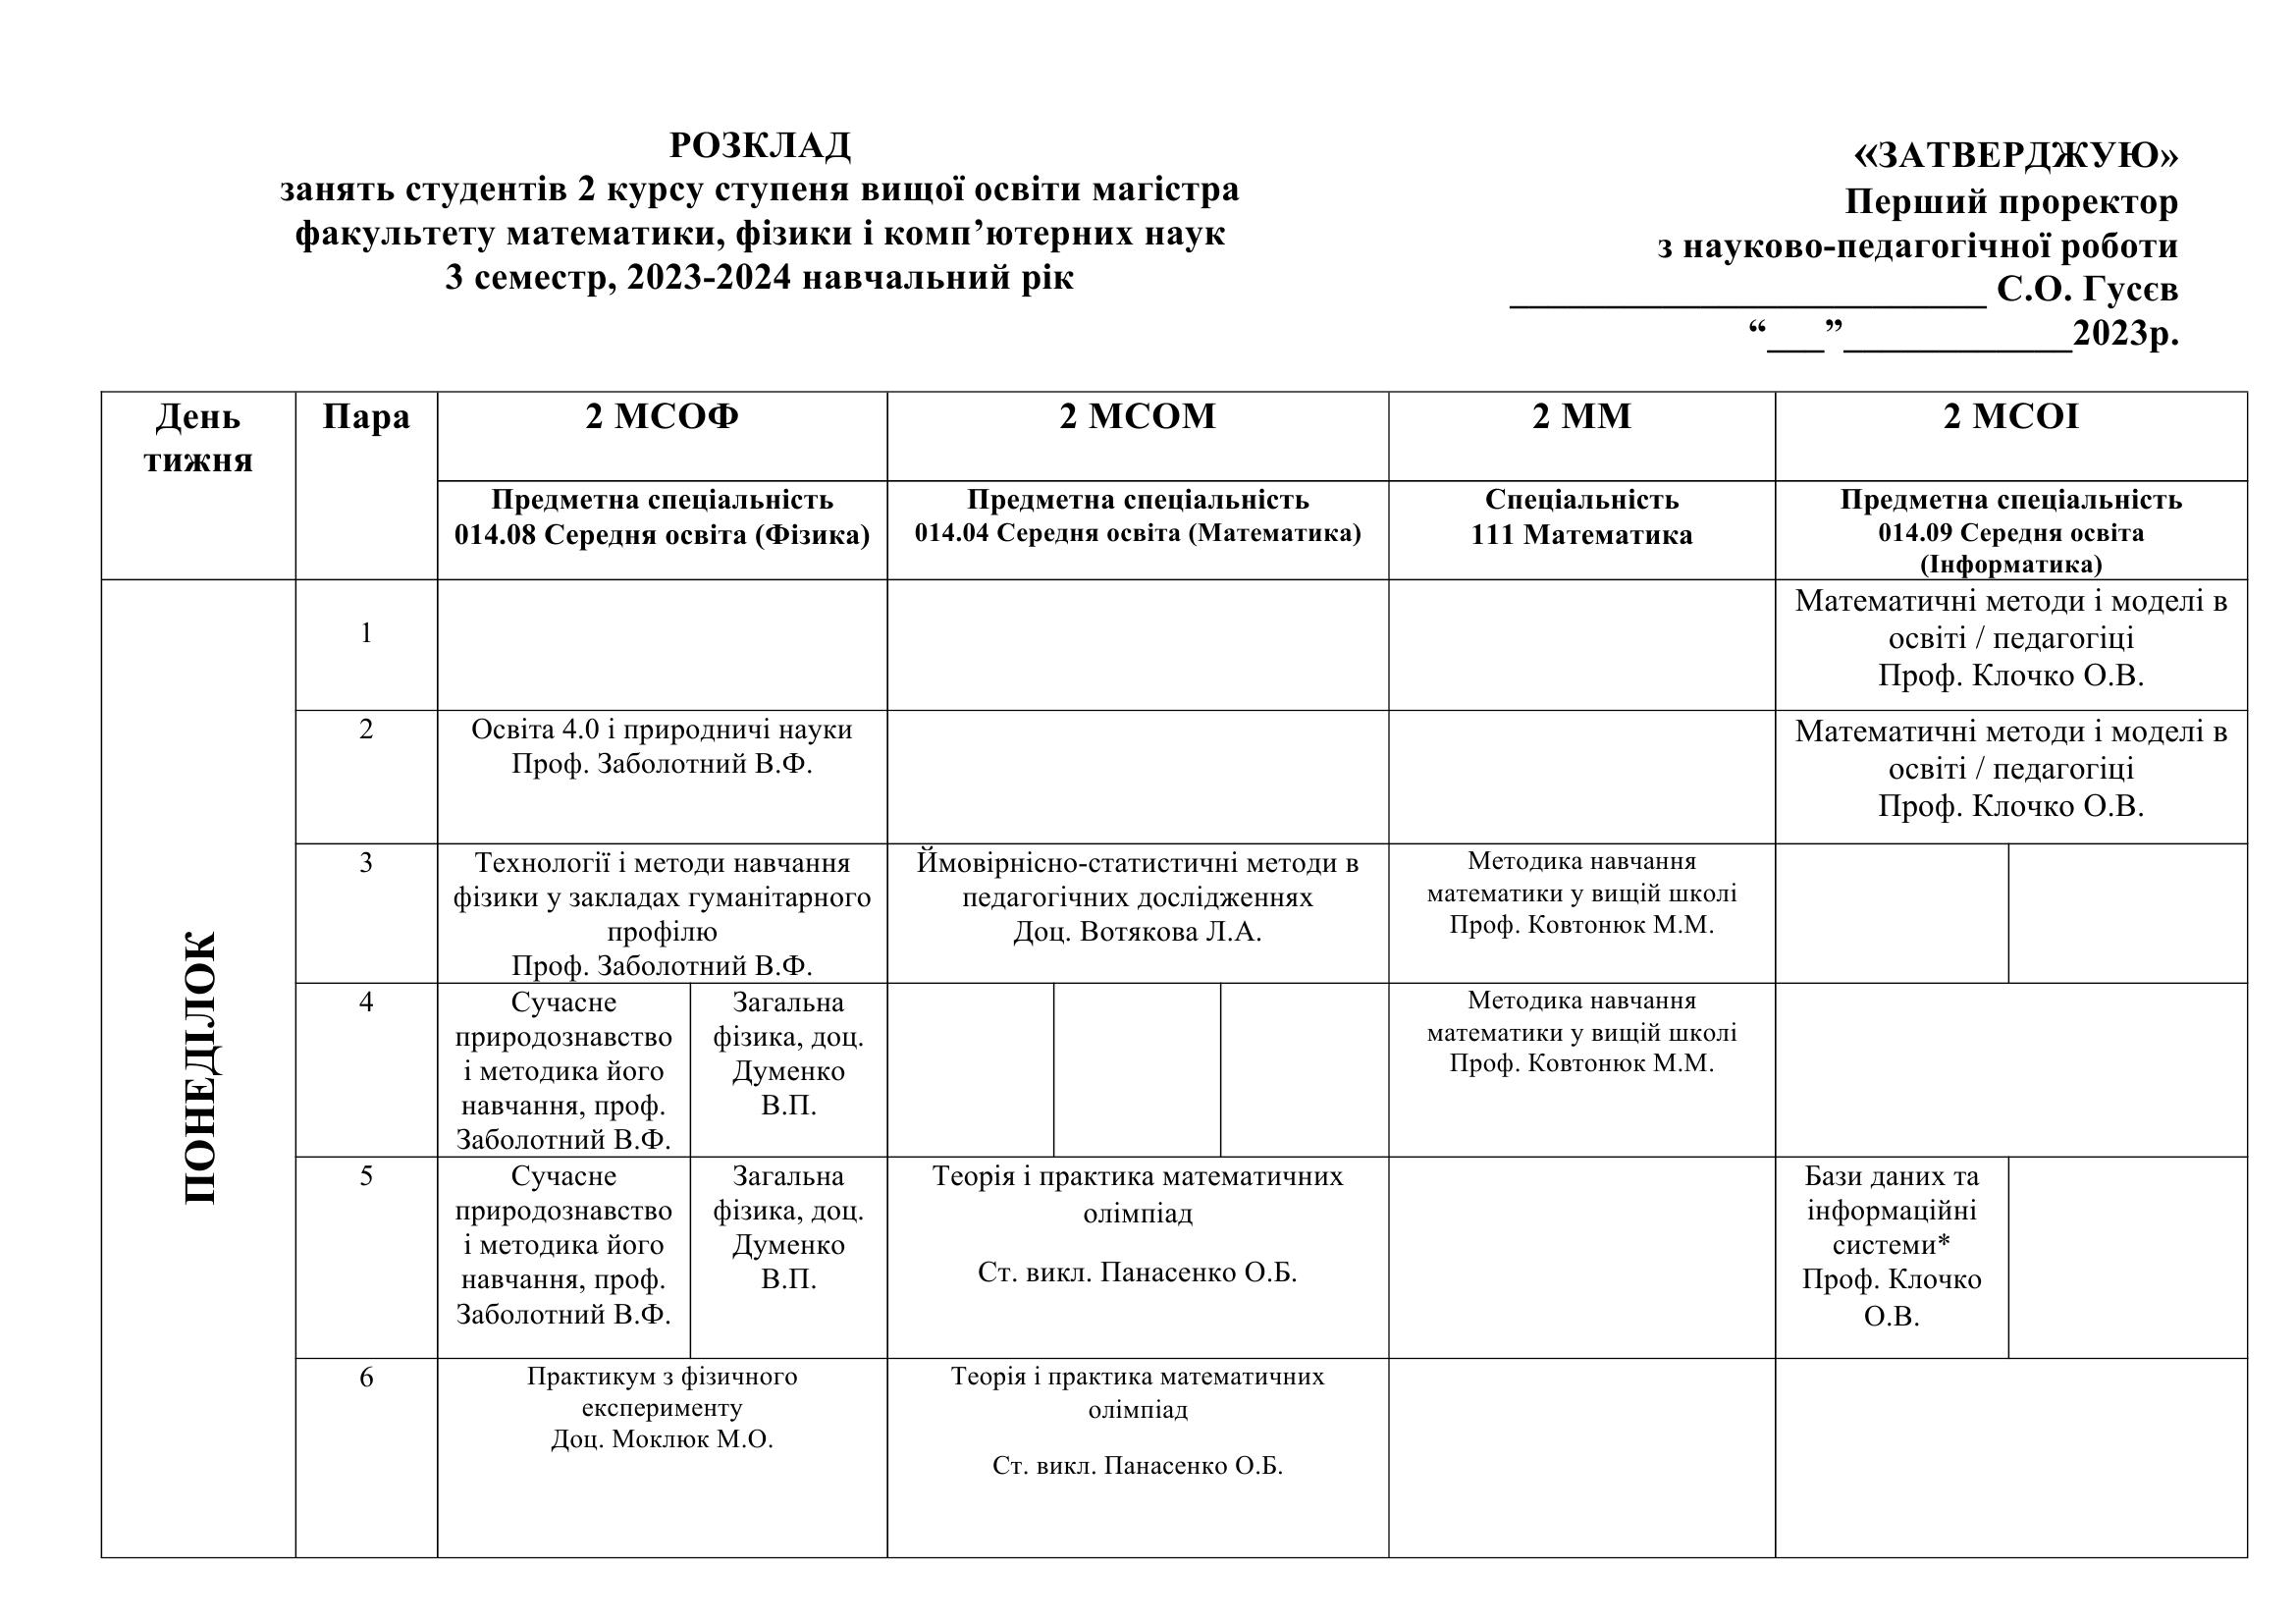 РОЗКЛАД
занять студентів 2 курсу ступеня вищої освіти магістра
факультету математики, фізики і комп’ютерних наук
3 семестр, 2023-2024 навчальний рік
«ЗАТВЕРДЖУЮ»
Перший проректор
з науково-педагогічної роботи
_________________________ С.О. Гусєв
“___”____________2023р.
День
тижня
Пара
2 МСОФ
2 МСОМ
2 ММ
2 МСОІ
Предметна спеціальність
014.08 Середня освіта (Фізика)
Предметна спеціальність
014.04 Середня освіта (Математика)
Спеціальність
111 Математика
Предметна спеціальність
014.09 Середня освіта
(Інформатика)
ПОНЕДІЛОК
1
Математичні методи і моделі в
освіті / педагогіці
Проф. Клочко О.В.
2
Освіта 4.0 і природничі науки
Проф. Заболотний В.Ф.
Математичні методи і моделі в
освіті / педагогіці
Проф. Клочко О.В.
3
Технології і методи навчання
фізики у закладах гуманітарного
профілю
Проф. Заболотний В.Ф.
Ймовірнісно-статистичні методи в
педагогічних дослідженнях
Доц. Вотякова Л.А.
Методика навчання
математики у вищій школі
Проф. Ковтонюк М.М.
4
Сучасне
природознавство
і методика його
навчання, проф.
Заболотний В.Ф.
Загальна
фізика, доц.
Думенко
В.П.
Методика навчання
математики у вищій школі
Проф. Ковтонюк М.М.
5
Сучасне
природознавство
і методика його
навчання, проф.
Заболотний В.Ф.
Загальна
фізика, доц.
Думенко
В.П.
Теорія і практика математичних
олімпіад
Ст. викл. Панасенко О.Б.
Бази даних та
інформаційні
системи*
Проф. Клочко
О.В.
6
Практикум з фізичного
експерименту
Доц. Моклюк М.О.
Теорія і практика математичних
олімпіад
Ст. викл. Панасенко О.Б.